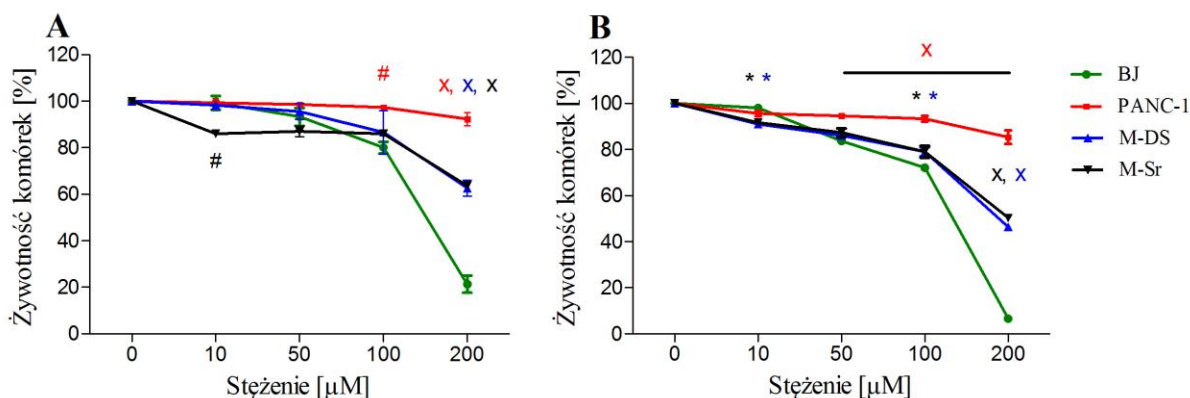 A
Żywotność komórek [%]
120
100
80
60
40
20
0
#
#
x, x, x
0 10 50 100 200
Stężenie [µM]
B
Żywotność komórek [%]
120
100
80
60
40
20
0
* *
x
* *
x, x
0 10 50 100 200
Stężenie [µM]
BJ
PANC-1
M-DS
M-Sr